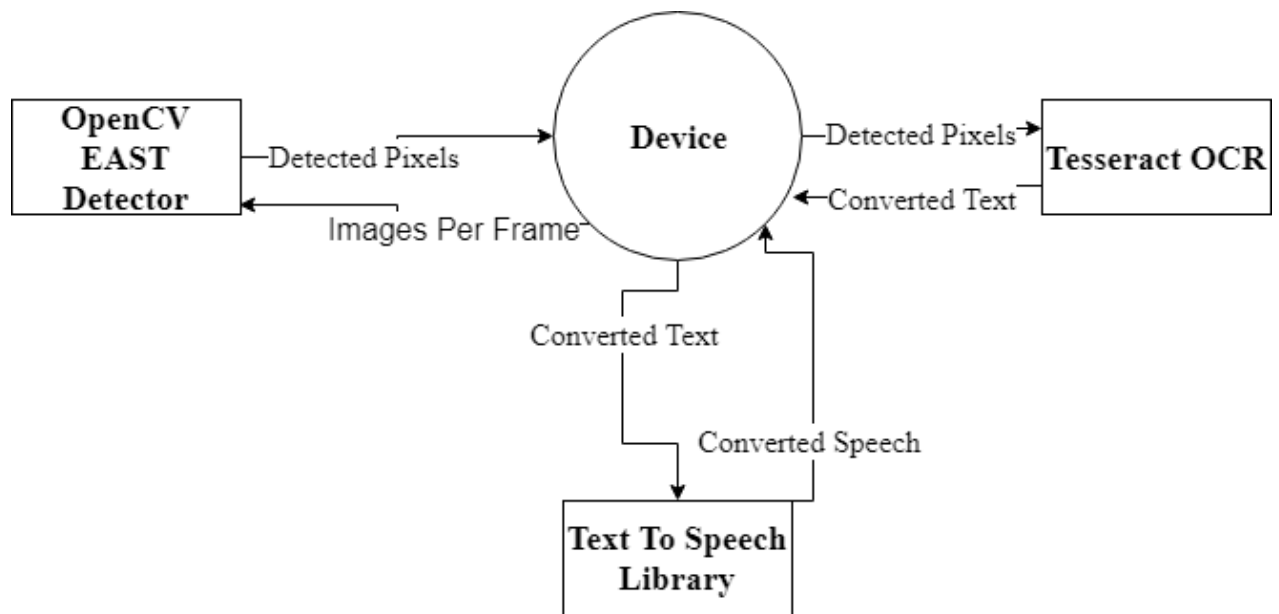 OpenCV
EAST
Detector
Detected Pixels
Images Per Frame
Device
Detected Pixels
Converted Text
Tesseract OCR
Converted Text
Converted Speech
Text To Speech
Library